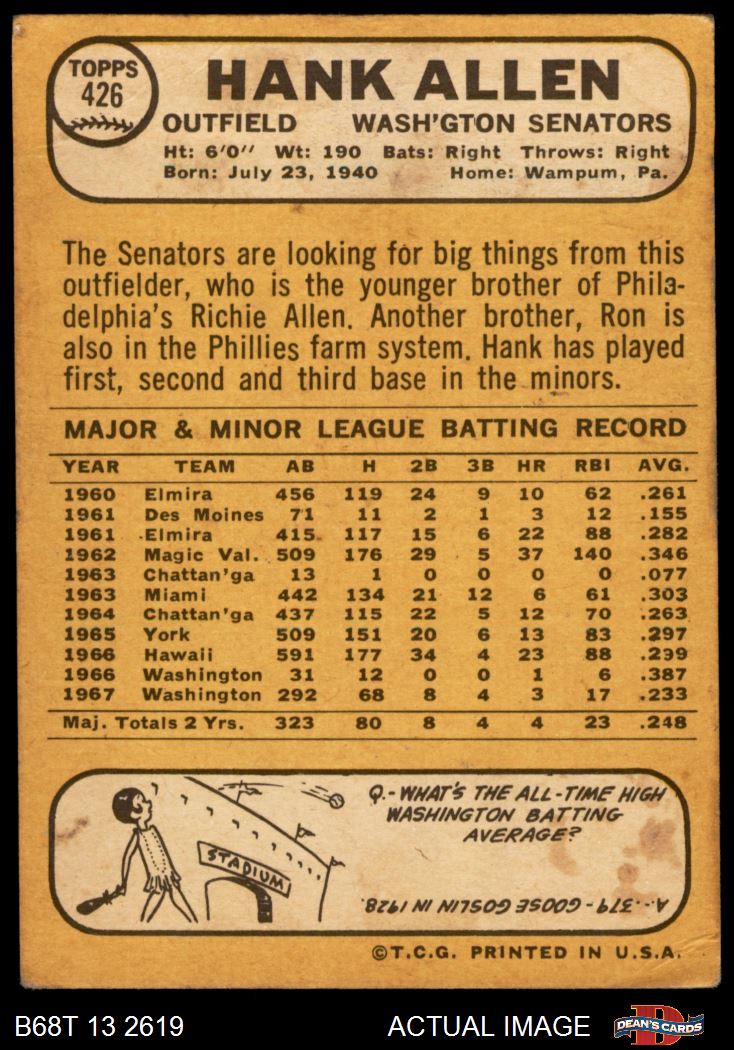 TOPPS
426
HANK ALLEN
OUTFIELD WASH'GTON SENATORS
Ht: 6'0" Wt: 190 Bats: Right Throws: Right
Born: July 23, 1940 Home: Wampum, Pa.
The Senators are looking for big things from this
outfielder, who is the younger brother of Phila-
delphia's Richie Allen. Another brother, Ron is
also in the Phillies farm system. Hank has played
first, second and third base in the minors.
MAJOR & MINOR LEAGUE BATTING RECORD
YEAR TEAM AB H 2B 3B HR RBI AVG.
1960 Elmira 456 119 24 9 10 62 .261
1961 Des Moines 71 11 2 1 3 12 .155
1961 Elmira 415 117 15 6 22 88 .282
1962 Magic Val. 509 176 29 5 37 140 .346
1963 Chattan'ga 13 1 0 0 0 0 .077
1963 Miami 442 134 21 12 6 61 .303
1964 Chattan'ga 437 115 22 5 12 70 .263
1965 York 509 151 20 6 13 83 .297
1966 Hawaii 591 177 34 4 23 88 .299
1966 Washington 31 12 0 0 1 6 .387
1967 Washington 292 68 8 4 3 17 .233
Maj. Totals 2 Yrs. 323 80 8 4 4 23 .248
STADIUM
Q.-WHAT'S THE ALL-TIME HIGH
WASHINGTON BATTING
AVERAGE?
A.-.379-GOOSE GOSLIN IN 1928.
©T.C.G. PRINTED IN U.S.A.
B68T 13 2619 ACTUAL IMAGE
D
DEAN'S CARDS